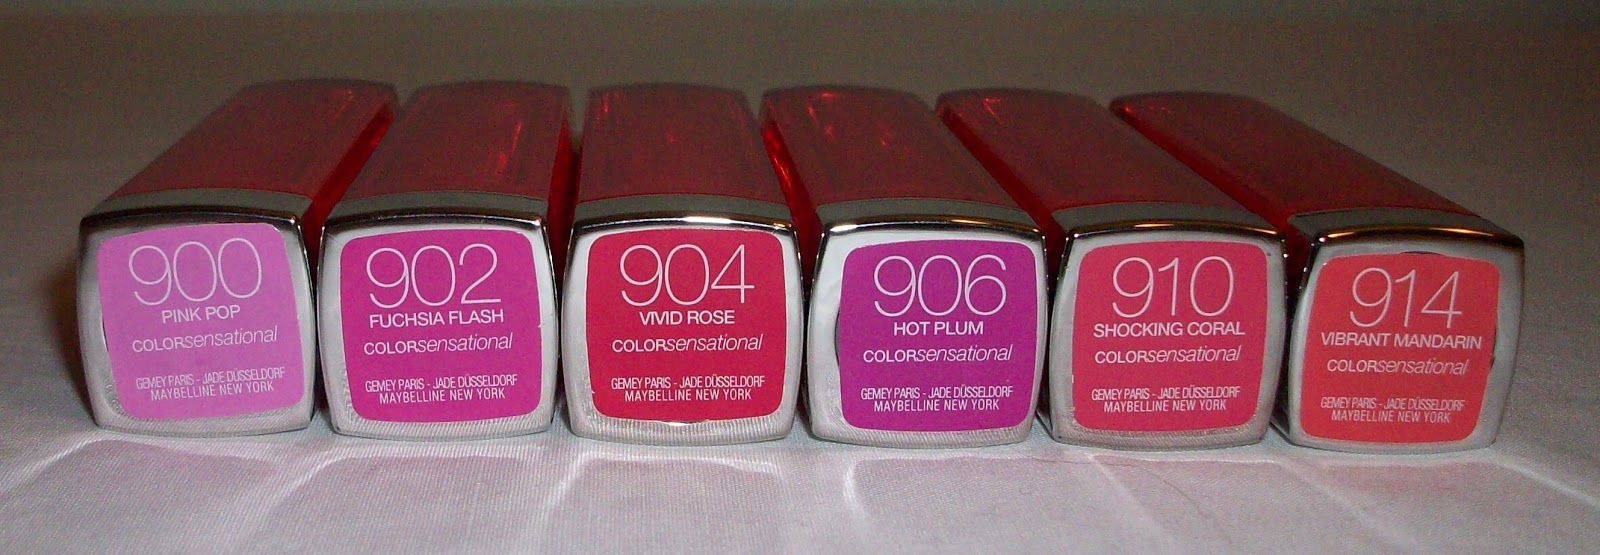 900
PINK POP
COLORsensational
GEMEY PARIS - JADE DÜSSELDORF
MAYBELLINE NEW YORK
902
FUCHSIA FLASH
COLORsensational
GEMEY PARIS - JADE DÜSSELDORF
MAYBELLINE NEW YORK
904
VIVID ROSE
COLORsensational
GEMEY PARIS - JADE DÜSSELDORF
MAYBELLINE NEW YORK
906
HOT PLUM
COLORsensational
GEMEY PARIS - JADE DÜSSELDORF
MAYBELLINE NEW YORK
910
SHOCKING CORAL
COLORsensational
GEMEY PARIS - JADE DÜSSELDORF
MAYBELLINE NEW YORK
914
VIBRANT MANDARIN
COLORsensational
GEMEY PARIS - JADE DÜSSELDORF
MAYBELLINE NEW YORK